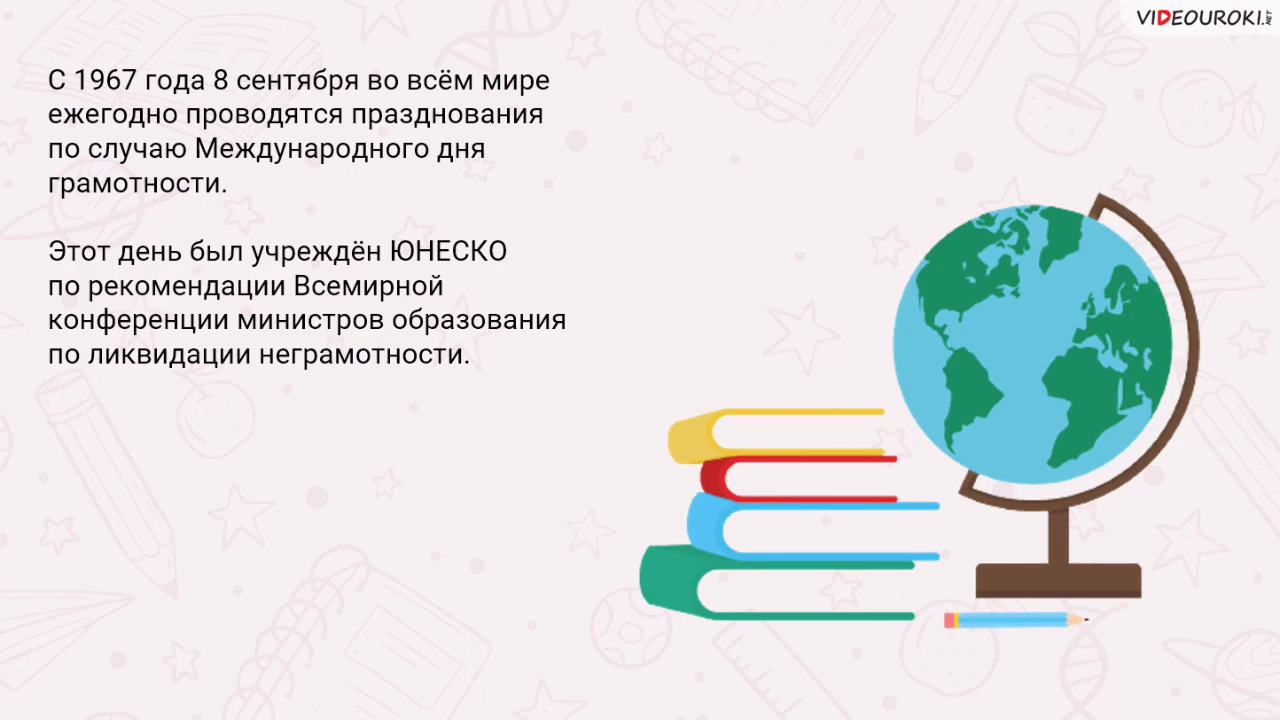 VIDEOUROKI.NET
С 1967 года 8 сентября во всём мире
ежегодно проводятся празднования
по случаю Международного дня
грамотности.
Этот день был учреждён ЮНЕСКО
по рекомендации Всемирной
конференции министров образования
по ликвидации неграмотности.